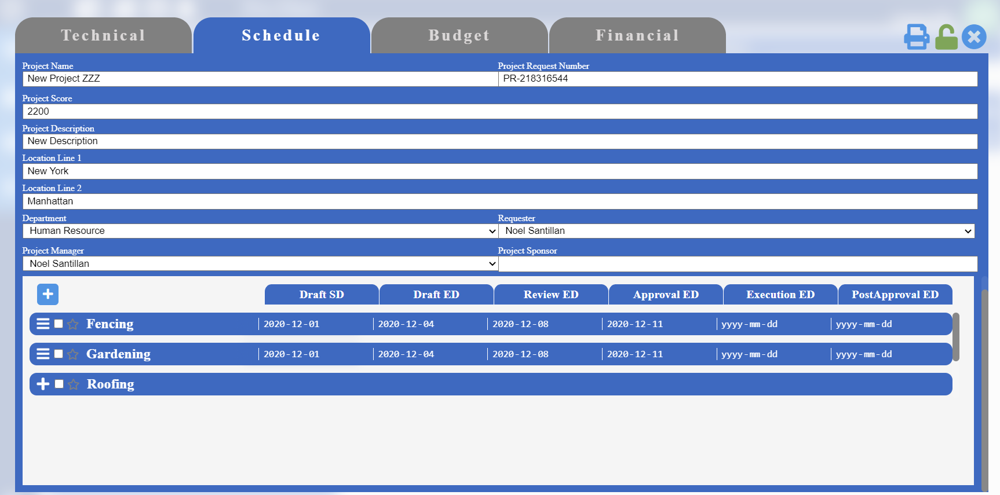 Technical Schedule Budget Financial
Project Name Project Request Number
New Project ZZZ PR-218316544
Project Score
2200
Project Description
New Description
Location Line 1
New York
Location Line 2
Manhattan
Department Requester
Human Resource Noel Santillan
Project Manager Project Sponsor
Noel Santillan
Draft SD Draft ED Review ED Approval ED Execution ED PostApproval ED
Fencing 2020-12-01 2020-12-04 2020-12-08 2020-12-11 yyyy-mm-dd yyyy-mm-dd
Gardening 2020-12-01 2020-12-04 2020-12-08 2020-12-11 yyyy-mm-dd yyyy-mm-dd
Roofing